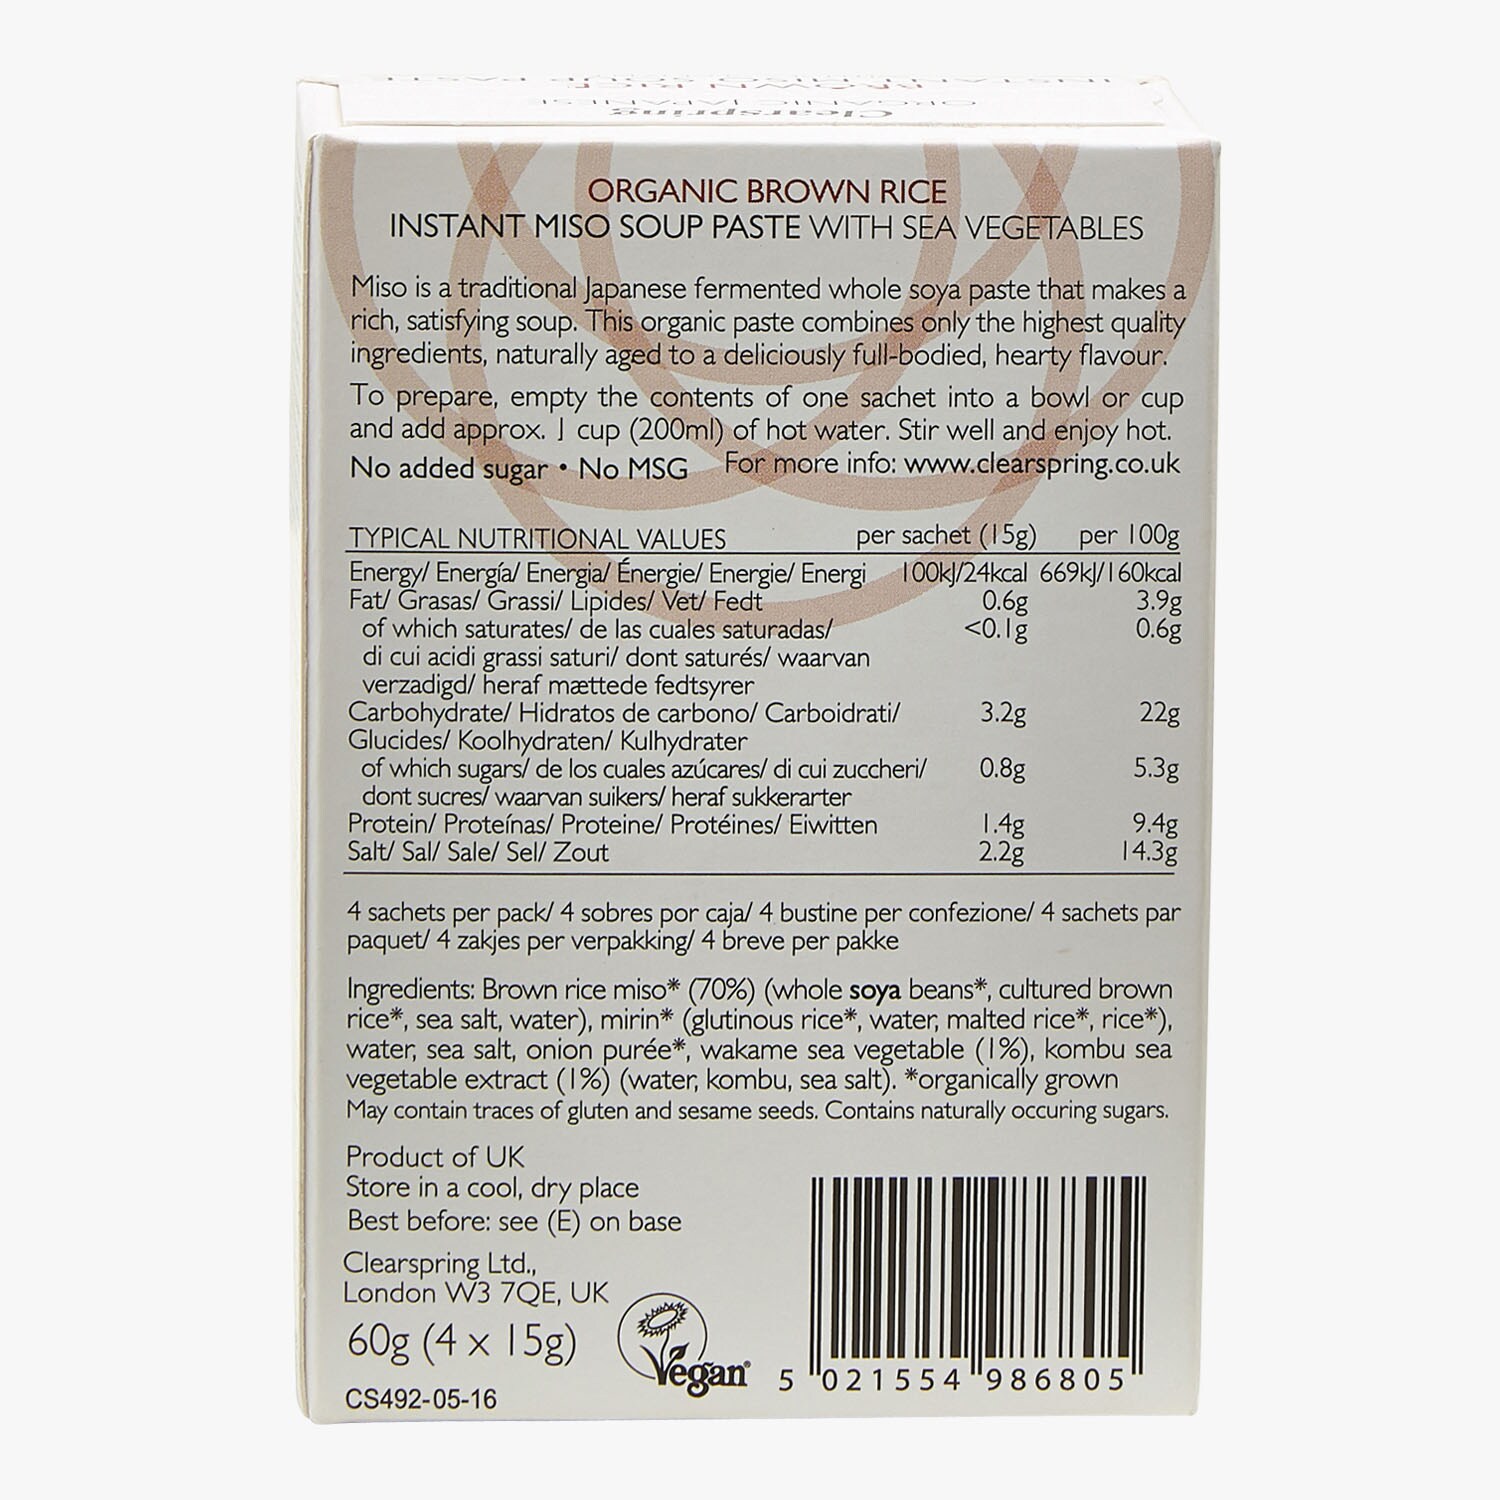 Clearspring
ORGANIC JAPANESE
BROWN RICE
INSTANT MISO SOUP PASTE
ORGANIC BROWN RICE
INSTANT MISO SOUP PASTE WITH SEA VEGETABLES
Miso is a traditional Japanese fermented whole soya paste that makes a
rich, satisfying soup. This organic paste combines only the highest quality
ingredients, naturally aged to a deliciously full-bodied, hearty flavour.
To prepare, empty the contents of one sachet into a bowl or cup
and add approx. 1 cup (200ml) of hot water. Stir well and enjoy hot.
No added sugar • No MSG For more info: www.clearspring.co.uk
TYPICAL NUTRITIONAL VALUES per sachet (15g) per 100g
Energy/ Energía/ Energia/ Énergie/ Energie/ Energi 100kJ/24kcal 669kJ/160kcal
Fat/ Grasas/ Grassi/ Lipides/ Vet/ Fedt 0.6g 3.9g
of which saturates/ de las cuales saturadas/ <0.1g 0.6g
di cui acidi grassi saturi/ dont saturés/ waarvan
verzadigd/ heraf mættede fedtsyrer
Carbohydrate/ Hidratos de carbono/ Carboidrati/ 3.2g 22g
Glucides/ Koolhydraten/ Kulhydrater
of which sugars/ de los cuales azúcares/ di cui zuccheri/ 0.8g 5.3g
dont sucres/ waarvan suikers/ heraf sukkerarter
Protein/ Proteínas/ Proteine/ Protéines/ Eiwitten 1.4g 9.4g
Salt/ Sal/ Sale/ Sel/ Zout 2.2g 14.3g
4 sachets per pack/ 4 sobres por caja/ 4 bustine per confezione/ 4 sachets par
paquet/ 4 zakjes per verpakking/ 4 breve per pakke
Ingredients: Brown rice miso* (70%) (whole soya beans*, cultured brown
rice*, sea salt, water), mirin* (glutinous rice*, water, malted rice*, rice*),
water, sea salt, onion purée*, wakame sea vegetable (1%), kombu sea
vegetable extract (1%) (water, kombu, sea salt). *organically grown
May contain traces of gluten and sesame seeds. Contains naturally occuring sugars.
Product of UK
Store in a cool, dry place
Best before: see (E) on base
Clearspring Ltd.,
London W3 7QE, UK
60g (4 x 15g)
CS492-05-16
Vegan®
5 021554 986805